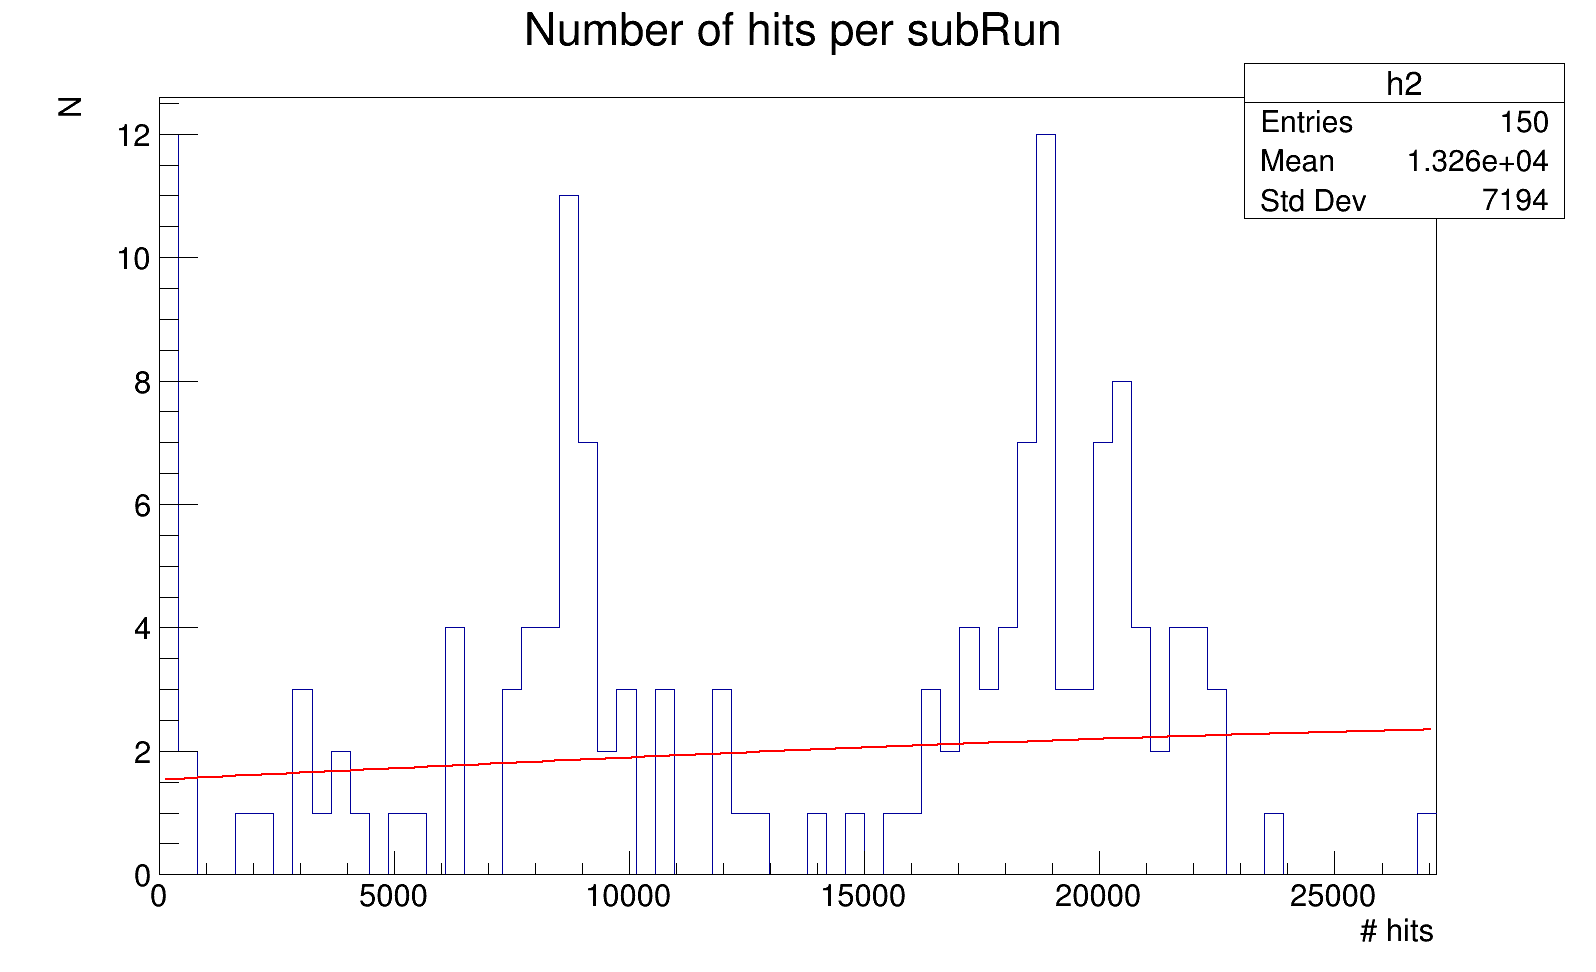 Number of hits per subRun
h2
Entries 150
Mean 1.326e+04
Std Dev 7194
N
12
10
8
6
4
2
0
0 5000 10000 15000 20000 25000
# hits